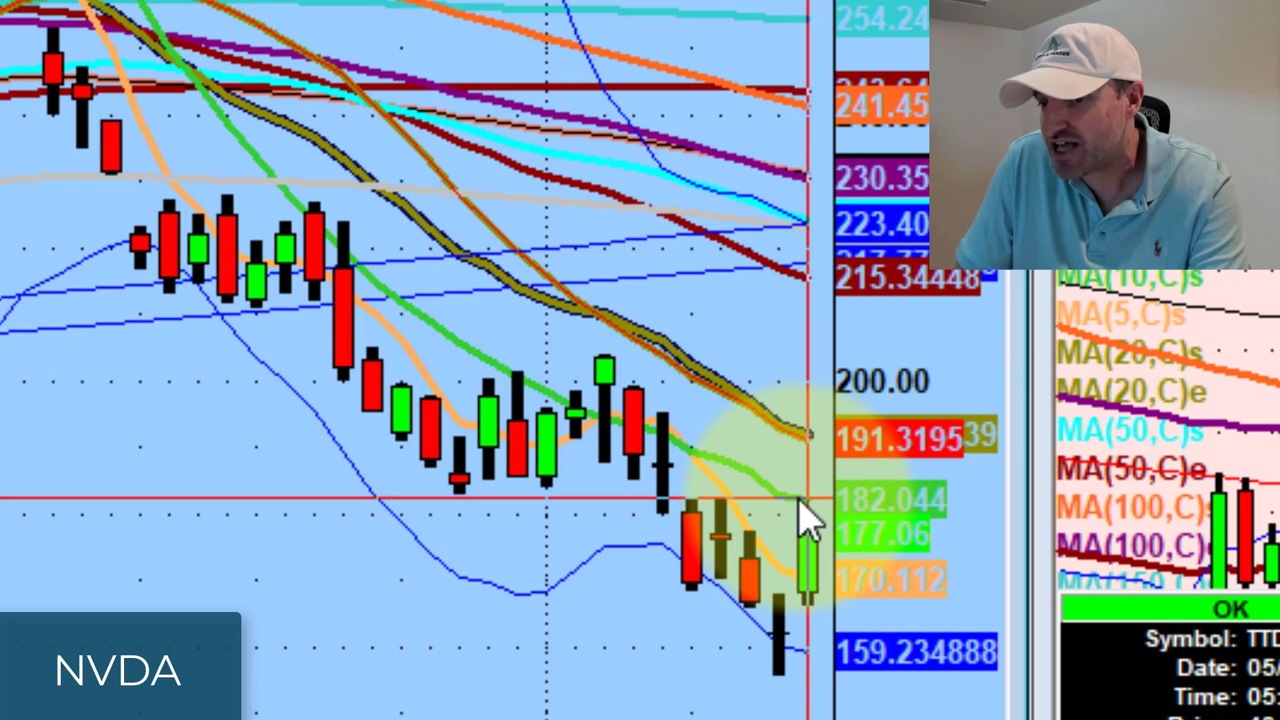 254.24
241.45
230.35
223.40
215.34448
200.00
191.3195
39
182.044
177.06
170.112
159.234888
MA(10,C)s
MA(5,C)s
MA(20,C)s
MA(20,C)e
MA(50,C)s
MA(50,C)e
MA(100,C)s
MA(100,C)
OK
Symbol: TTD
Date: 05/
Time: 05:
NVDA